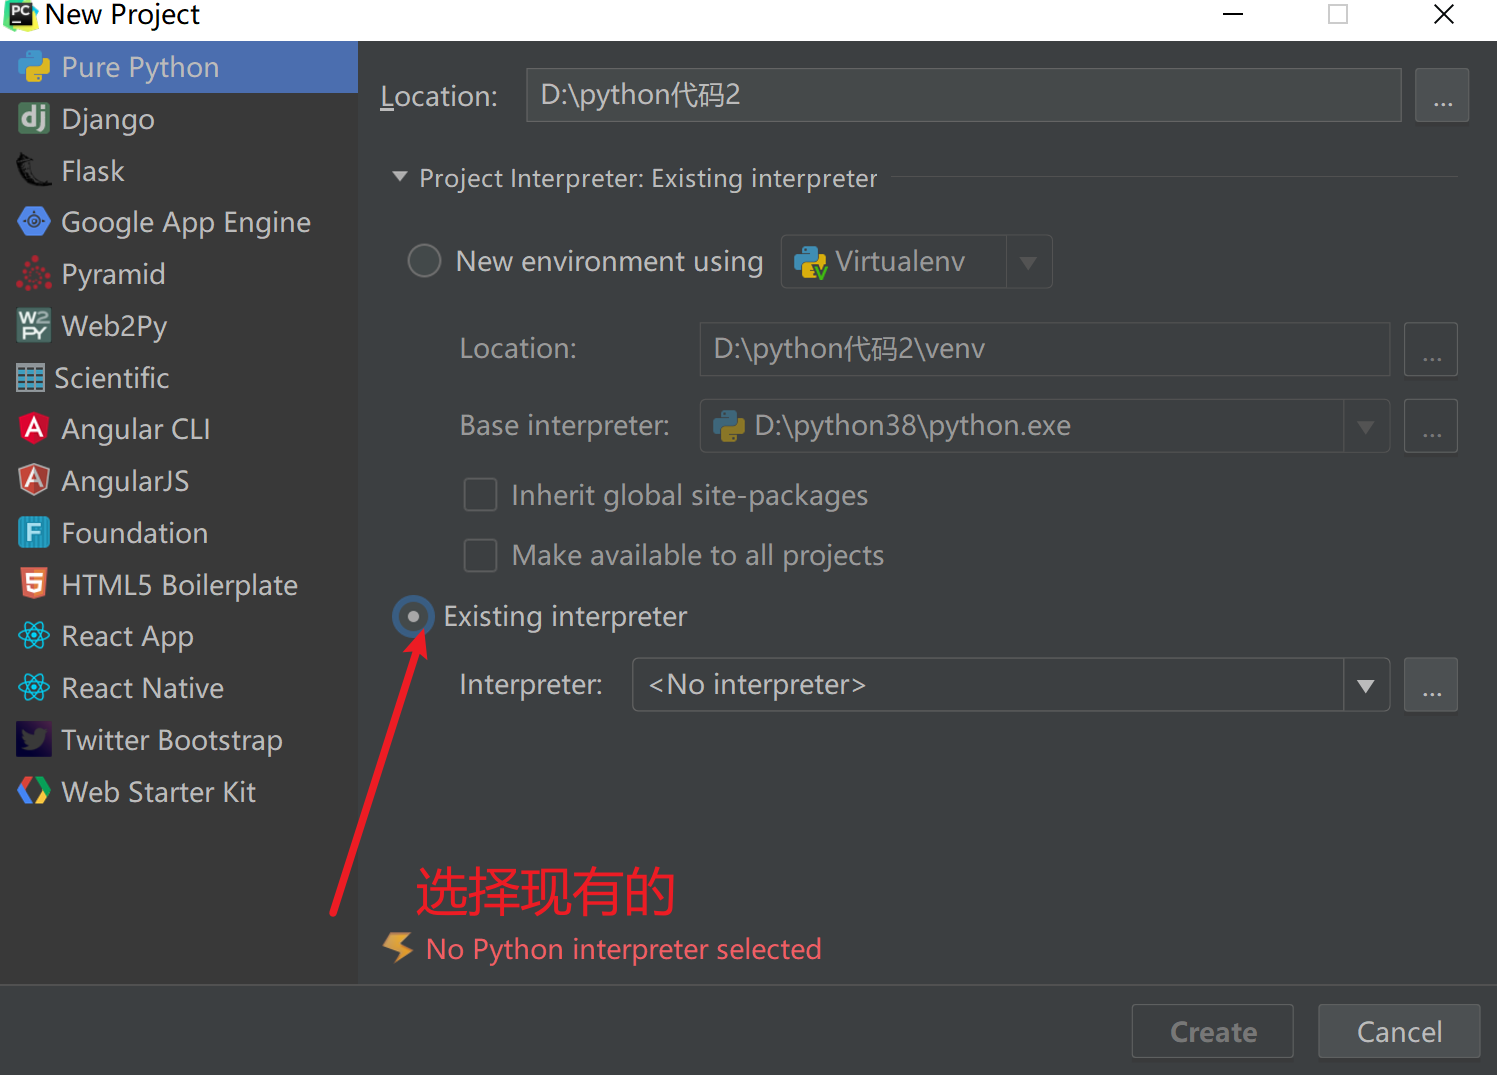 New Project
Pure Python
Django
Flask
Google App Engine
Pyramid
Web2Py
Scientific
Angular CLI
AngularJS
Foundation
HTML5 Boilerplate
React App
React Native
Twitter Bootstrap
Web Starter Kit
Location: D:\python代码2 ...
Project Interpreter: Existing interpreter
New environment using Virtualenv
Location: D:\python代码2\venv ...
Base interpreter: D:\python38\python.exe ...
Inherit global site-packages
Make available to all projects
Existing interpreter
Interpreter: <No interpreter> ...
选择现有的
No Python interpreter selected
Create Cancel